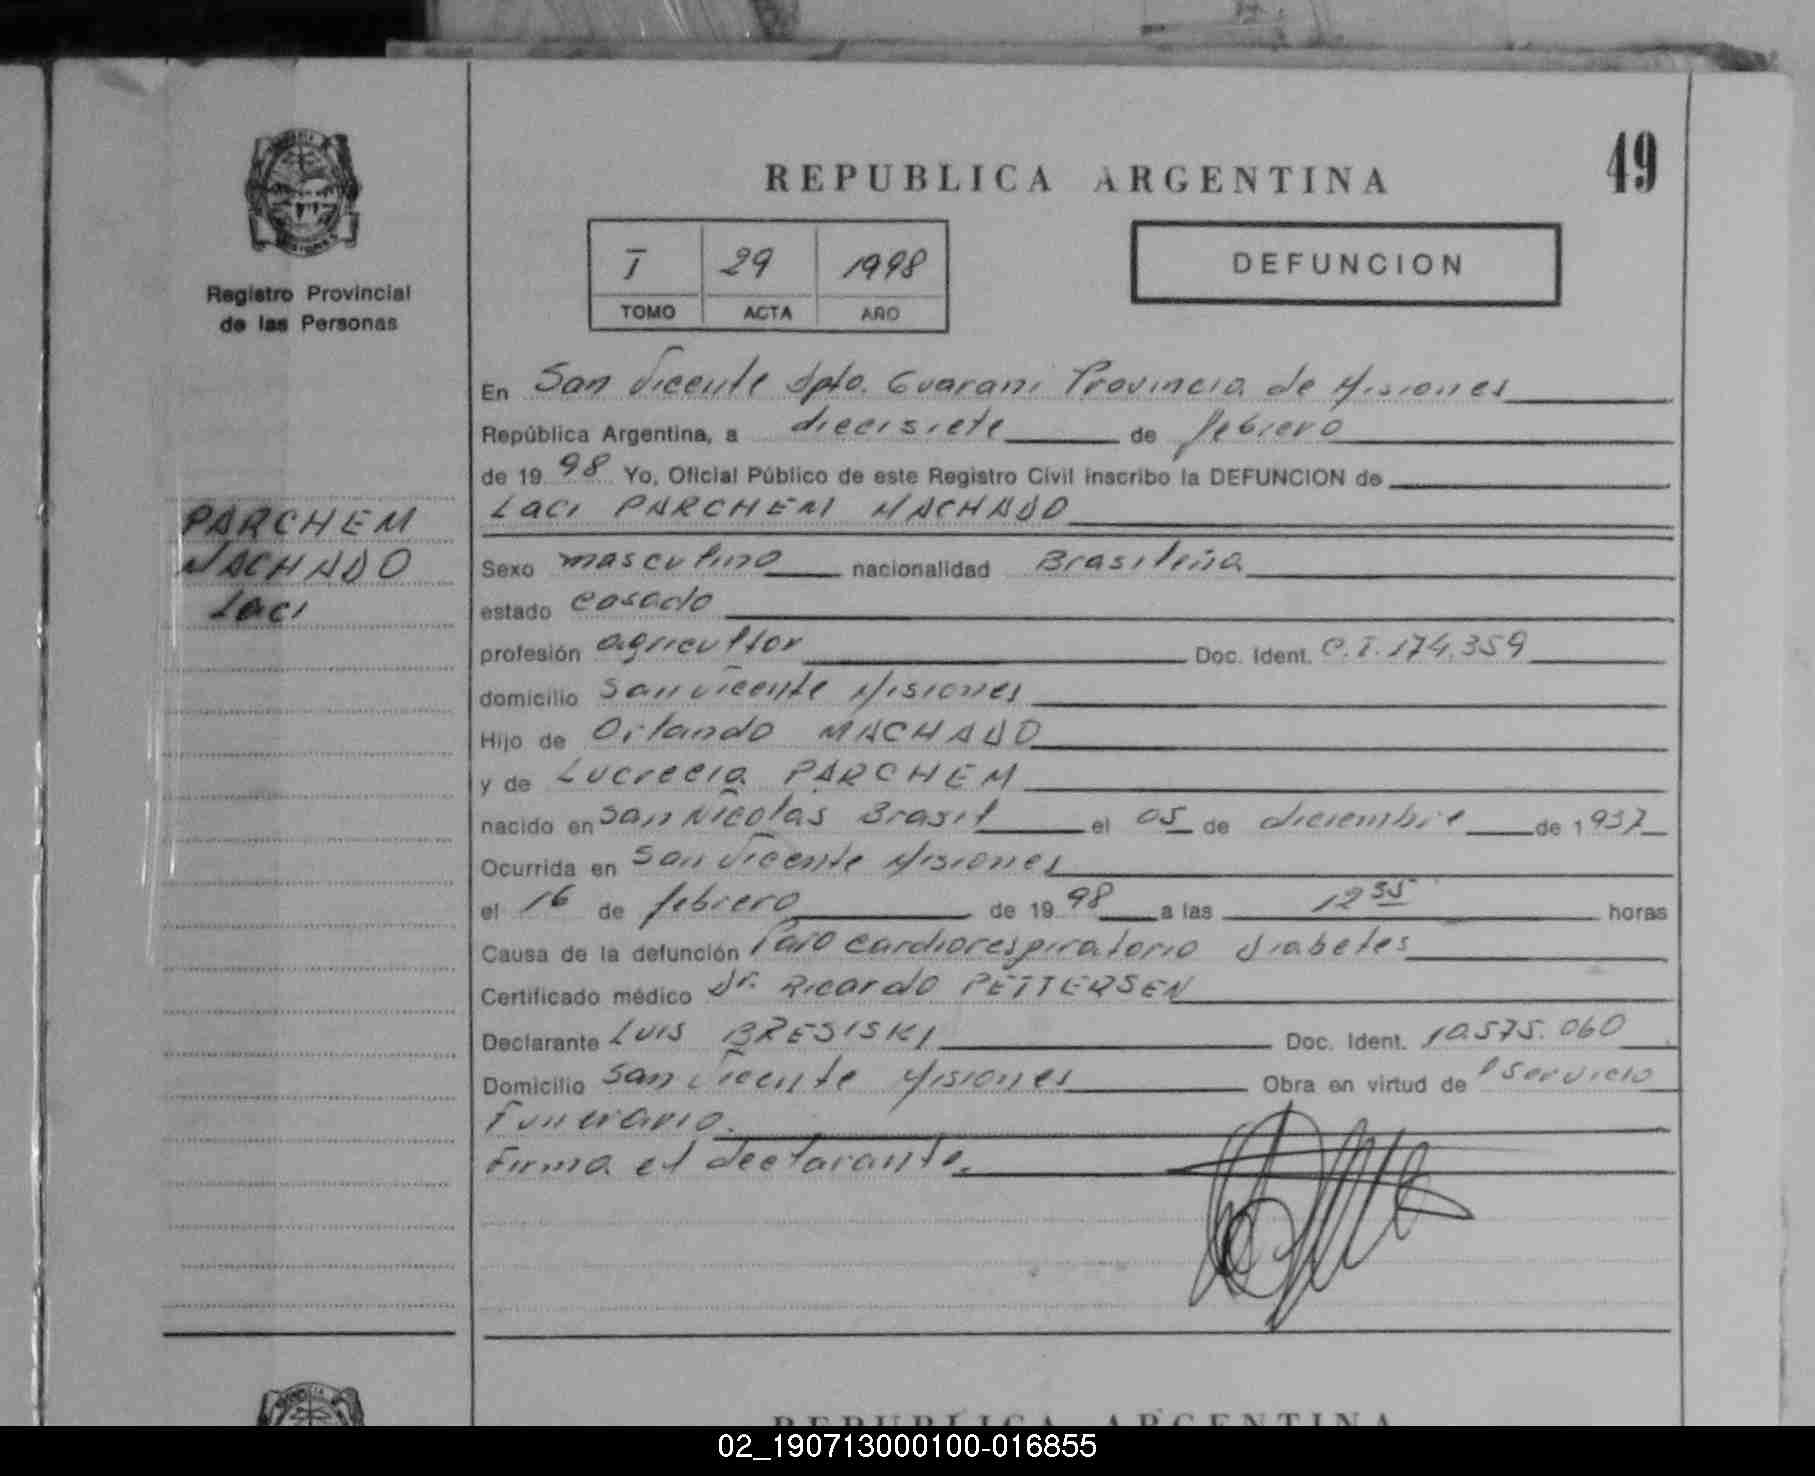 49
REPUBLICA ARGENTINA
I 29 1998
TOMO ACTA AÑO
DEFUNCION
Registro Provincial
de las Personas
PARCHEM
MACHADO
Laci
En San Vicente Dpto. Guarani Provincia de Misiones
República Argentina, a diecisiete de febrero
de 1998 Yo, Oficial Público de este Registro Civil inscribo la DEFUNCION de
Laci PARCHEM MACHADO
Sexo masculino nacionalidad Brasileña
estado casado
profesión agricultor Doc. Ident. C.I. 174.359
domicilio San Vicente Misiones
Hijo de Orlando MACHADO
y de Lucrecia PARCHEM
nacido en San Nicolas Brasil el 05 de diciembre de 1937
Ocurrida en San Vicente Misiones
el 16 de febrero de 1998 a las 12 55 horas
Causa de la defunción Paro cardiorespiratorio diabetes
Certificado médico Dr. Ricardo PETTERSEN
Declarante LUIS BRESISKI Doc. Ident. 10.575.060
Domicilio San Vicente Misiones Obra en virtud de Servicio
Funerario.
Firma el declarante.
REPUBLICA ARGENTINA
02_190713000100-016855